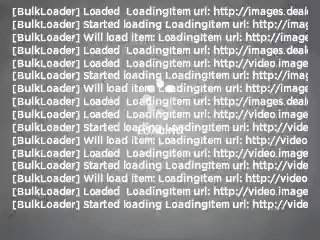 [BulkLoader] Loaded LoadingItem url: http://images.deal
[BulkLoader] Started loading LoadingItem url: http://imag
[BulkLoader] Will load item: LoadingItem url: http://image
[BulkLoader] Loaded LoadingItem url: http://images.deal
[BulkLoader] Loaded LoadingItem url: http://video.image
[BulkLoader] Started loading LoadingItem url: http://imag
[BulkLoader] Will load item: LoadingItem url: http://image
[BulkLoader] Loaded LoadingItem url: http://images.deal
[BulkLoader] Loaded LoadingItem url: http://video.image
[BulkLoader] Started loading LoadingItem url: http://vide
[BulkLoader] Will load item: LoadingItem url: http://video
[BulkLoader] Loaded LoadingItem url: http://video.image
[BulkLoader] Started loading LoadingItem url: http://vide
[BulkLoader] Will load item: LoadingItem url: http://video
[BulkLoader] Loaded LoadingItem url: http://video.image
[BulkLoader] Started loading LoadingItem url: http://vide